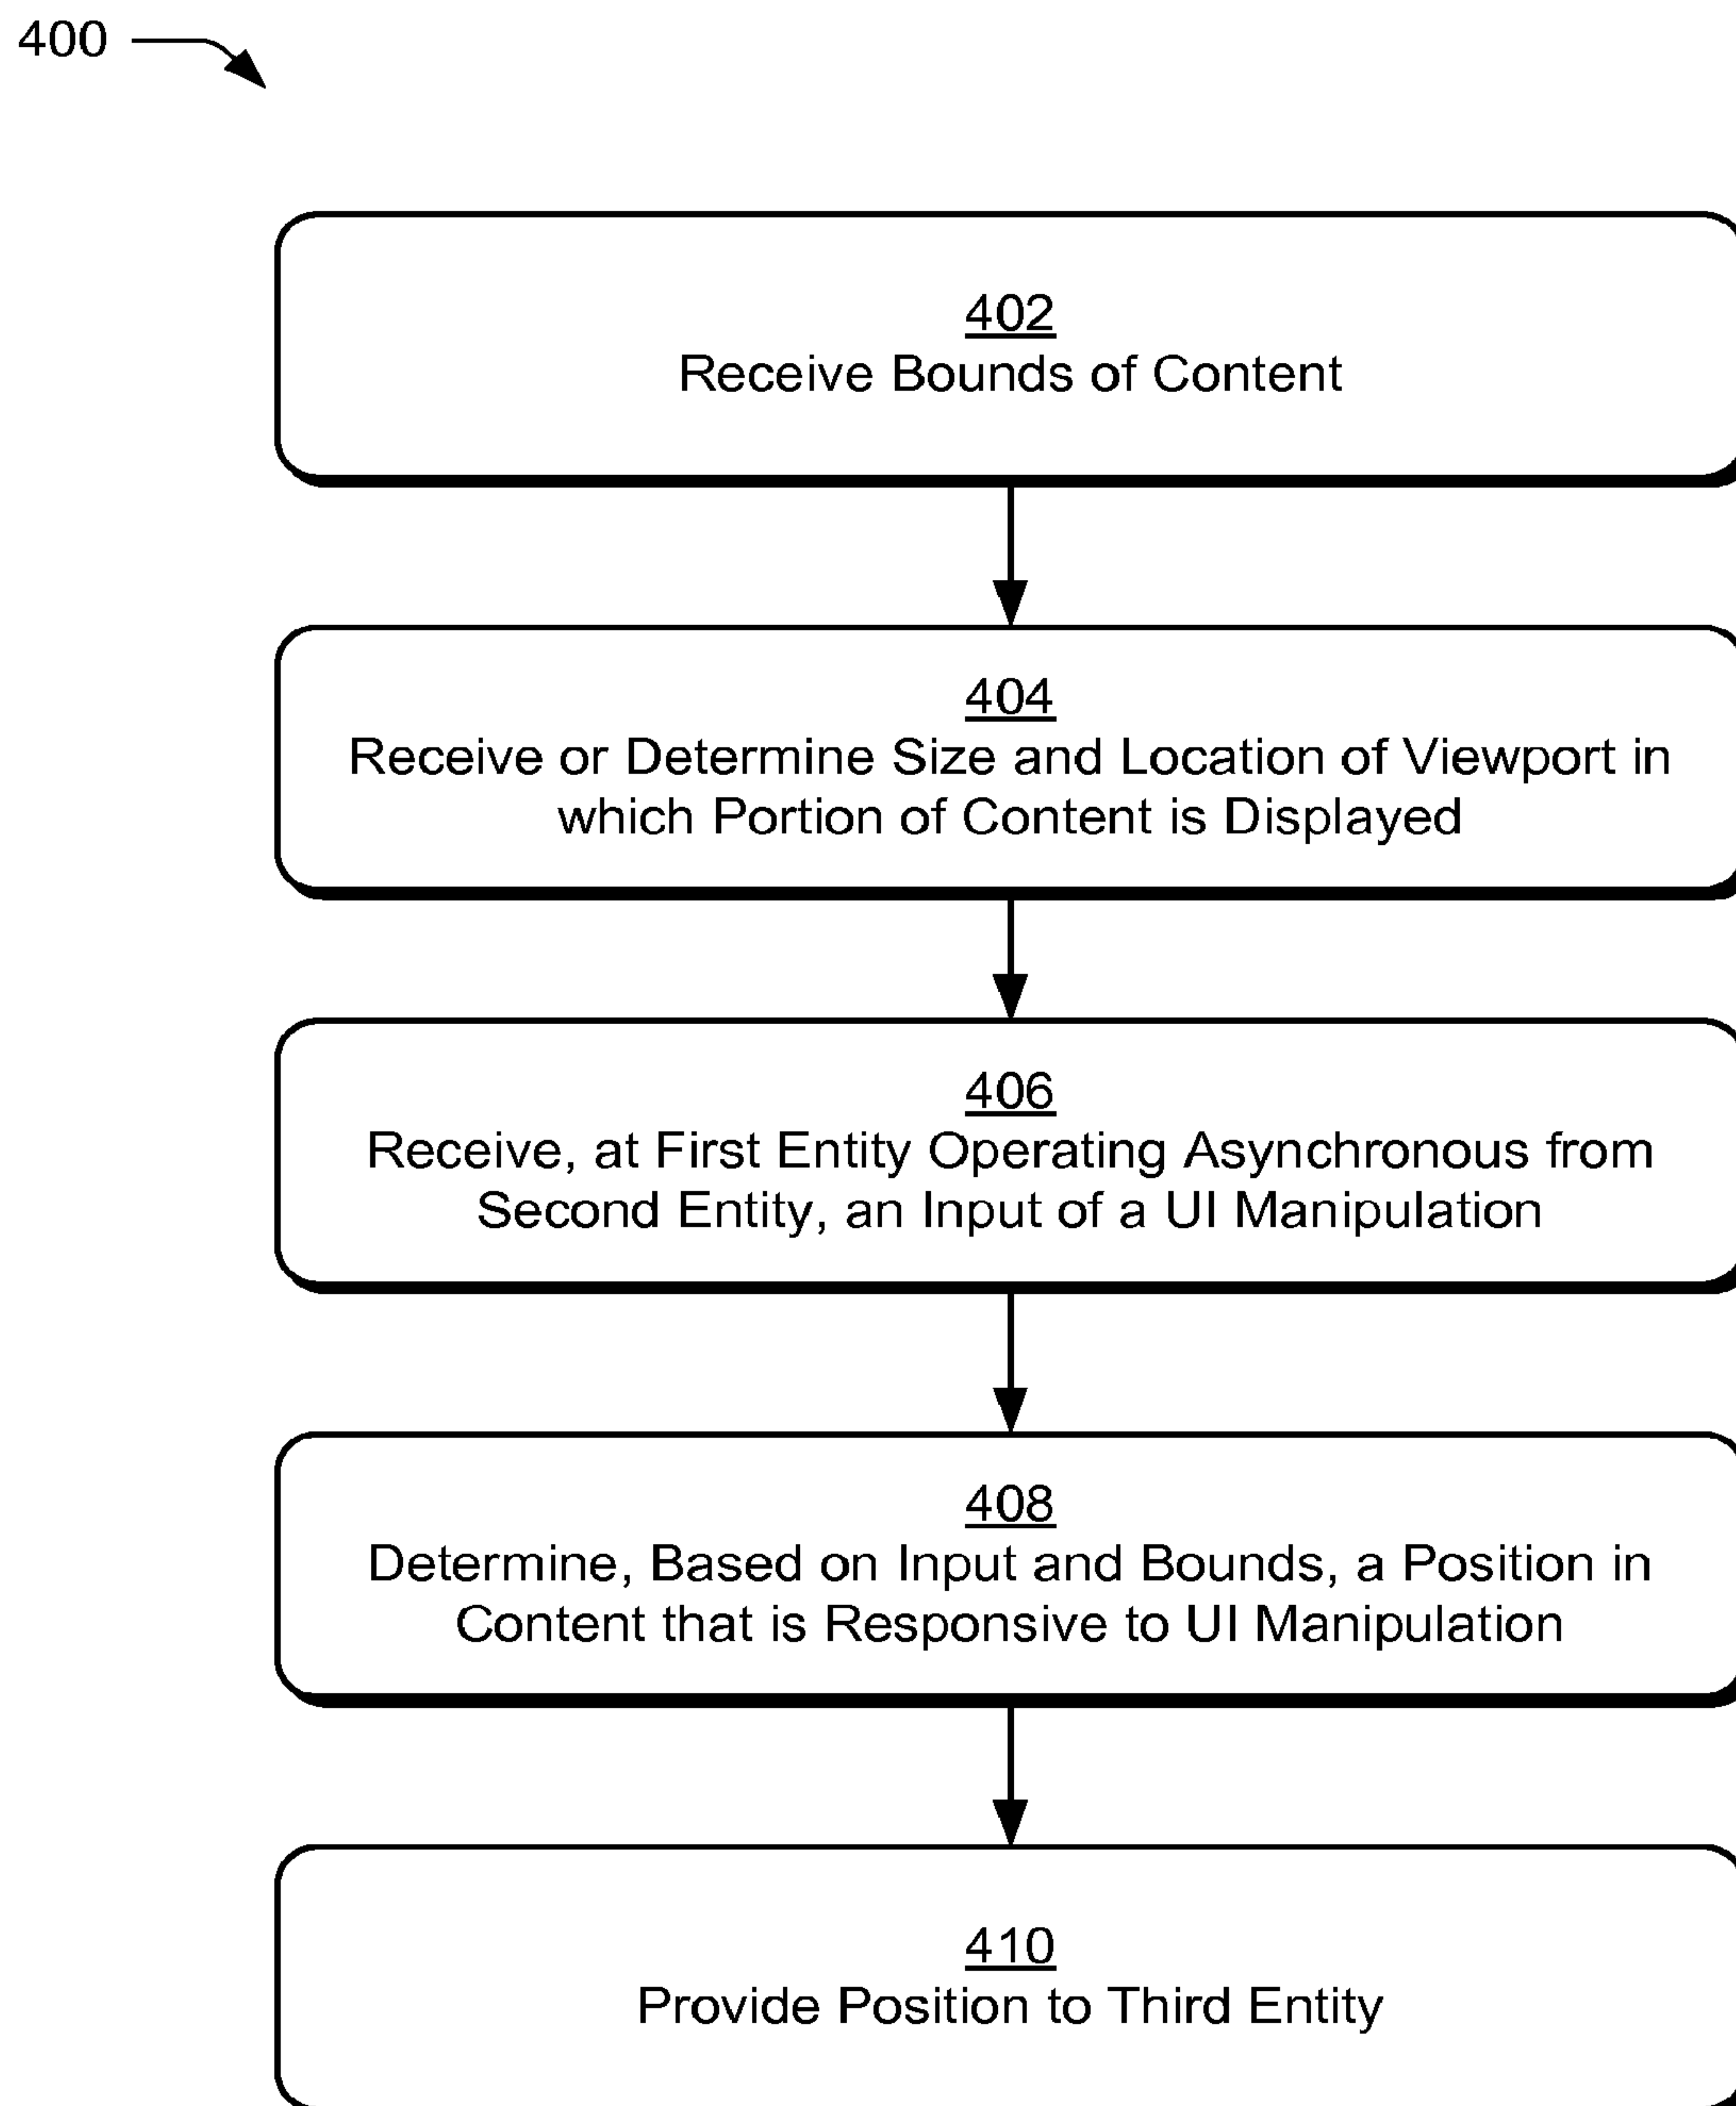 400
402
Receive Bounds of Content
404
Receive or Determine Size and Location of Viewport in
which Portion of Content is Displayed
406
Receive, at First Entity Operating Asynchronous from
Second Entity, an Input of a UI Manipulation
408
Determine, Based on Input and Bounds, a Position in
Content that is Responsive to UI Manipulation
410
Provide Position to Third Entity